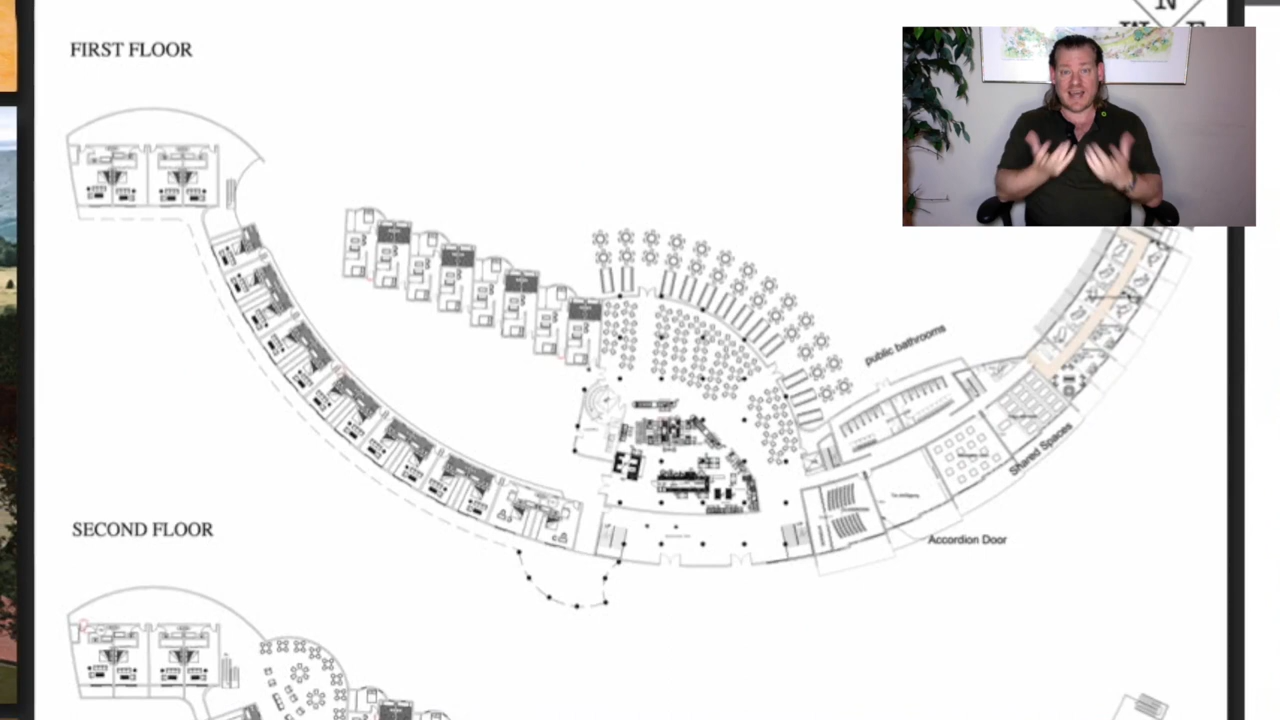 N
W E
FIRST FLOOR
public bathrooms
Shared Spaces
Accordion Door
SECOND FLOOR